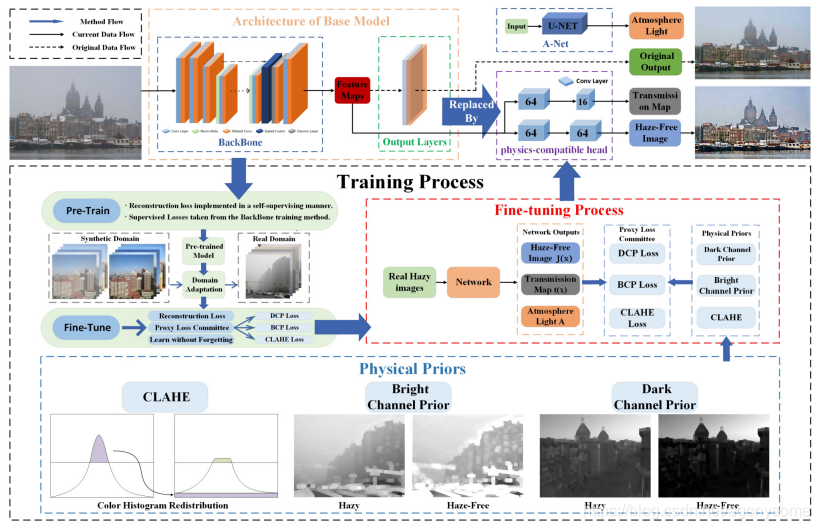 Method Flow
Current Data Flow
Original Data Flow
Architecture of Base Model
Conv Layer
Norm+Relu
Dilated Conv
Gated Fusion
Deconv Layer
BackBone
Feature
Maps
Output Layers
Replaced
By
Input
U-NET
A-Net
Atmosphere
Light
Original
Output
Conv Layer
64
16
64
64
physics-compatible head
Transmissi
on Map
Haze-Free
Image
Training Process
Pre-Train
· Reconstruction loss implemented in a self-supervising manner.
· Supervised Losses taken from the BackBone training method.
Synthetic Domain
Pre-trained
Model
Real Domain
Domain
Adaptation
Fine-Tune
Reconstruction Loss
Proxy Loss Committee
Learn without Forgetting
DCP Loss
BCP Loss
CLAHE Loss
Fine-tuning Process
Real Hazy
images
Network
Network Outputs
Haze-Free
Image J(x)
Transmission
Map t(x)
Atmosphere
Light A
Proxy Loss
Committee
DCP Loss
BCP Loss
CLAHE
Loss
Physical Priors
Dark Channel
Prior
Bright
Channel Prior
CLAHE
Physical Priors
CLAHE
Color Histogram Redistribution
Bright
Channel Prior
Hazy
Haze-Free
Dark
Channel Prior
Hazy
Haze-Free